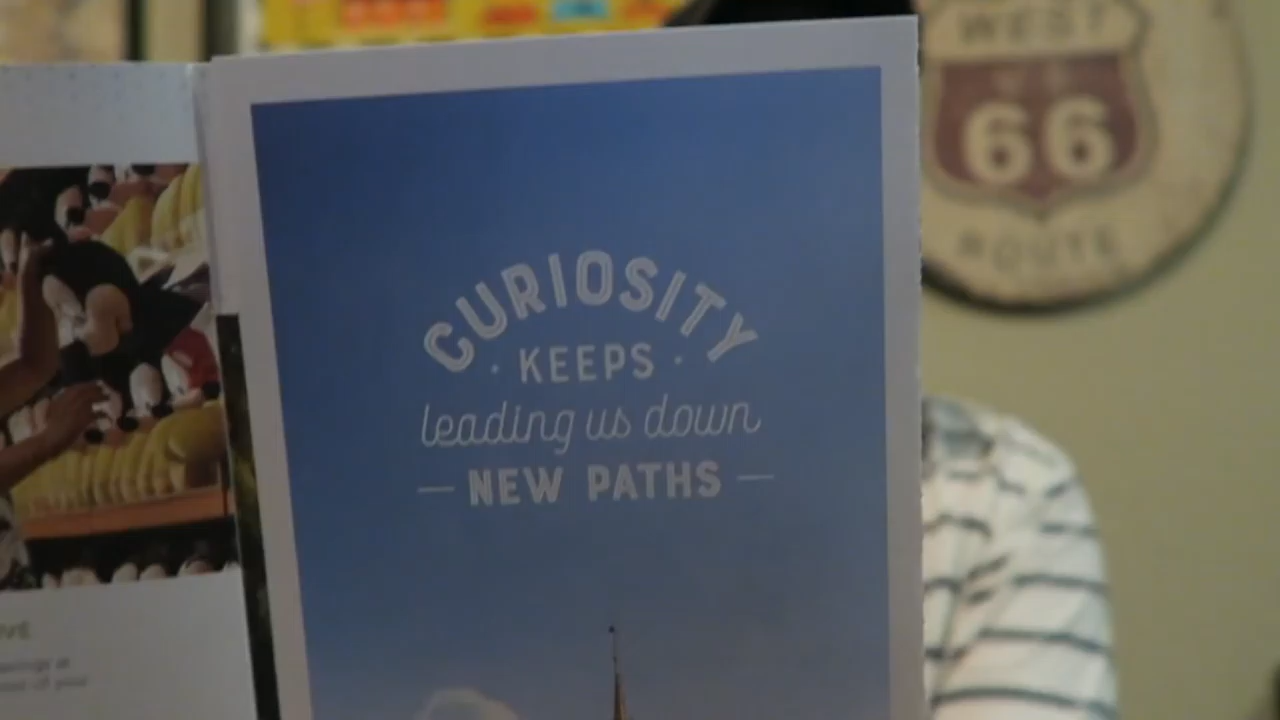 CURIOSITY
· KEEPS ·
leading us down
— NEW PATHS —
WEST
66
ROUTE